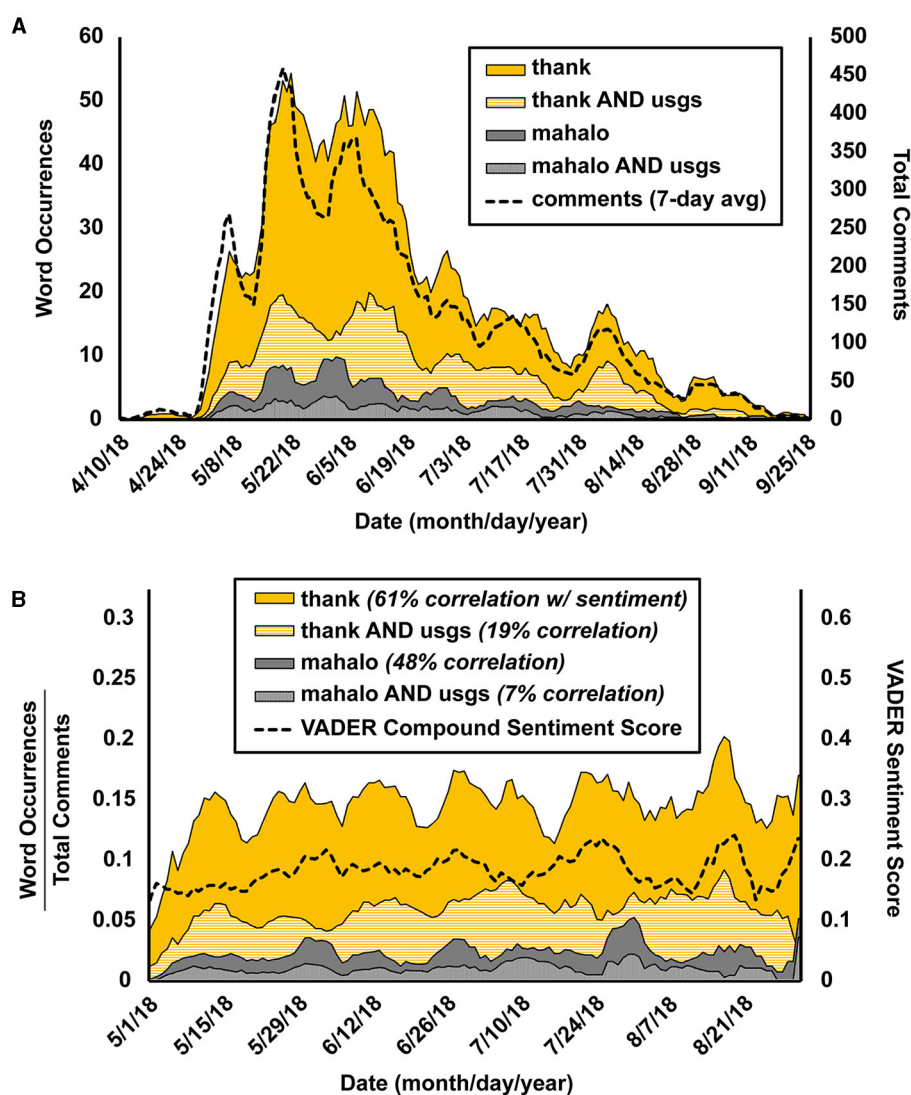 A
60
50
40
30
20
10
0
Word Occurrences
500
450
400
350
300
250
200
150
100
50
0
Total Comments
thank
thank AND usgs
mahalo
mahalo AND usgs
comments (7-day avg)
4/10/18
4/24/18
5/8/18
5/22/18
6/5/18
6/19/18
7/3/18
7/17/18
7/31/18
8/14/18
8/28/18
9/11/18
9/25/18
Date (month/day/year)
B
thank (61% correlation w/ sentiment)
thank AND usgs (19% correlation)
mahalo (48% correlation)
mahalo AND usgs (7% correlation)
VADER Compound Sentiment Score
0.3
0.25
0.2
0.15
0.1
0.05
0
Word Occurrences
Total Comments
0.6
0.5
0.4
0.3
0.2
0.1
0
VADER Sentiment Score
5/1/18
5/15/18
5/29/18
6/12/18
6/26/18
7/10/18
7/24/18
8/7/18
8/21/18
Date (month/day/year)